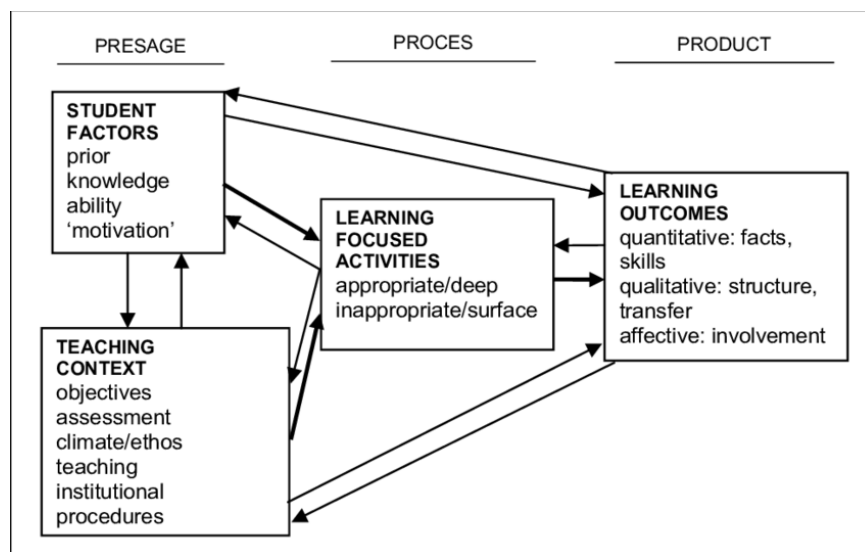 PRESAGE
PROCES
PRODUCT
STUDENT
FACTORS
prior
knowledge
ability
‘motivation’
LEARNING
FOCUSED
ACTIVITIES
appropriate/deep
inappropriate/surface
LEARNING
OUTCOMES
quantitative: facts,
skills
qualitative: structure,
transfer
affective: involvement
TEACHING
CONTEXT
objectives
assessment
climate/ethos
teaching
institutional
procedures